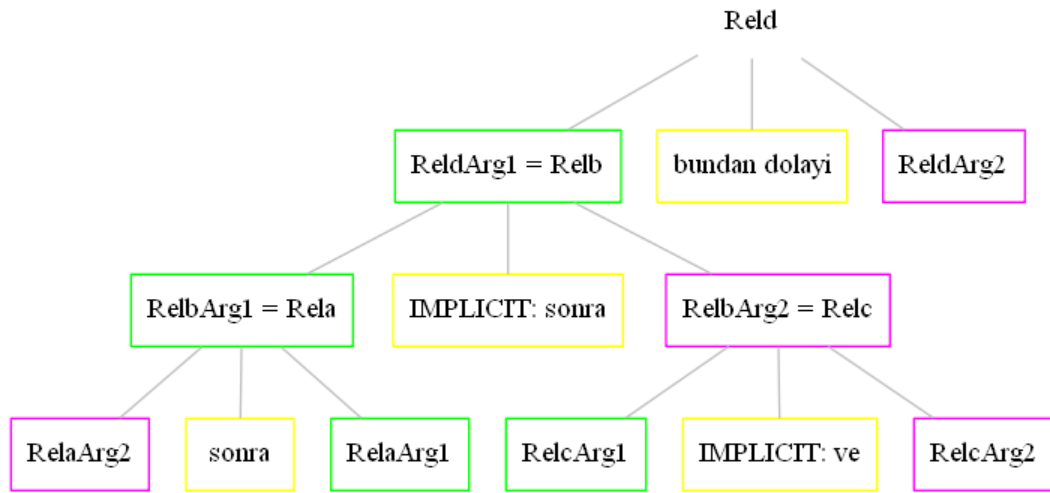 Reld
ReldArg1 = Relb
bundan dolayi
ReldArg2
RelbArg1 = Rela
IMPLICIT: sonra
RelbArg2 = Relc
RelaArg2
sonra
RelaArg1
RelcArg1
IMPLICIT: ve
RelcArg2